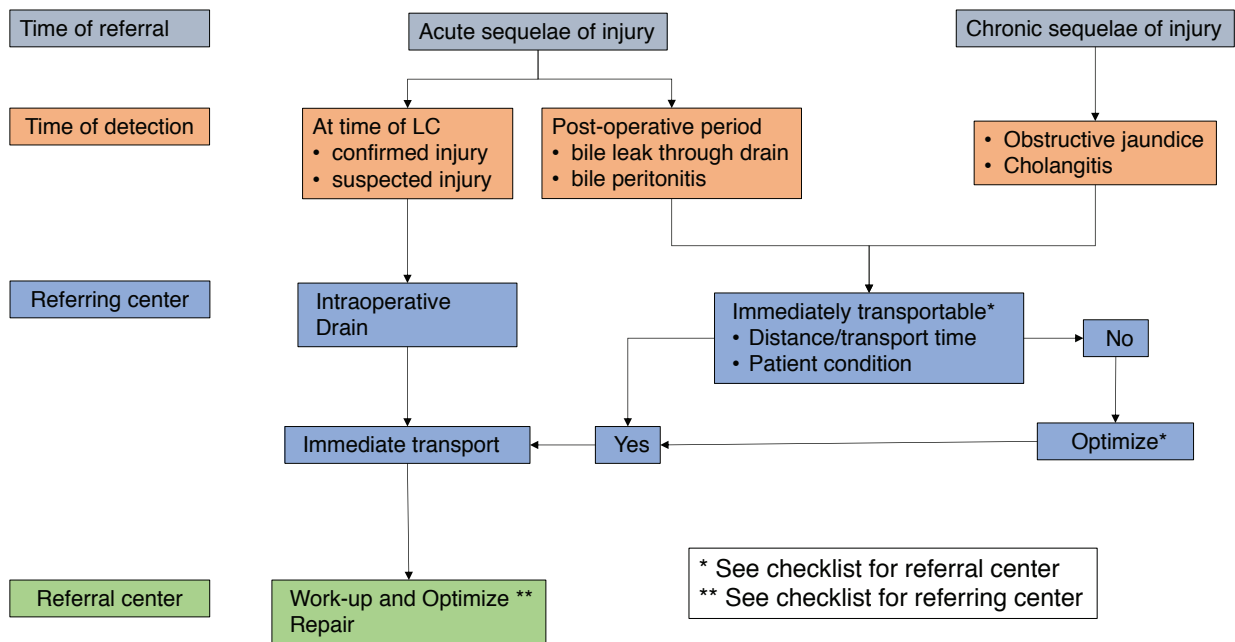 Time of referral
Acute sequelae of injury
Chronic sequelae of injury
Time of detection
At time of LC
• confirmed injury
• suspected injury
Post-operative period
• bile leak through drain
• bile peritonitis
• Obstructive jaundice
• Cholangitis
Referring center
Intraoperative
Drain
Immediately transportable*
• Distance/transport time
• Patient condition
No
Immediate transport
Yes
Optimize*
Referral center
Work-up and Optimize **
Repair
* See checklist for referral center
** See checklist for referring center